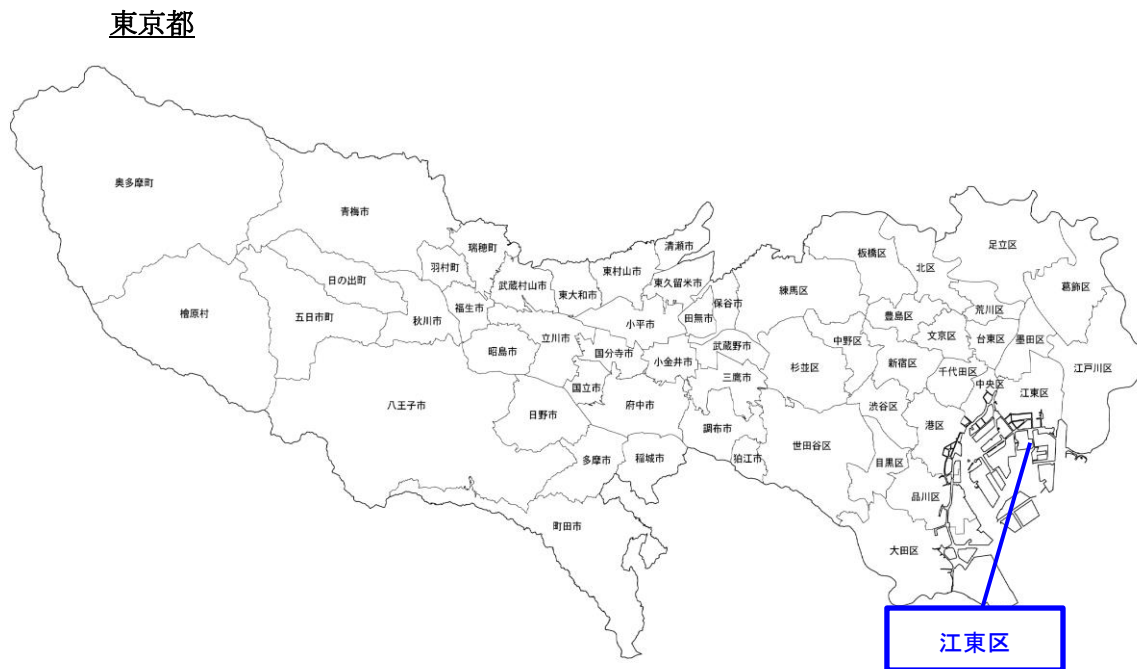 東京都
奥多摩町
青梅市
瑞穂町
清瀬市
板橋区
足立区
北区
羽村町
日の出町
武蔵村山市
東大和市
東村山市
東久留米市
練馬区
葛飾区
檜原村
五日市町
秋川市
福生市
小平市
田無市
保谷市
豊島区
荒川区
立川市
昭島市
国分寺市
小金井市
武蔵野市
中野区
文京区
台東区
墨田区
杉並区
新宿区
千代田区
江戸川区
三鷹市
国立市
中央区
江東区
八王子市
日野市
府中市
渋谷区
港区
調布市
世田谷区
多摩市
稲城市
狛江市
目黒区
品川区
町田市
大田区
江東区